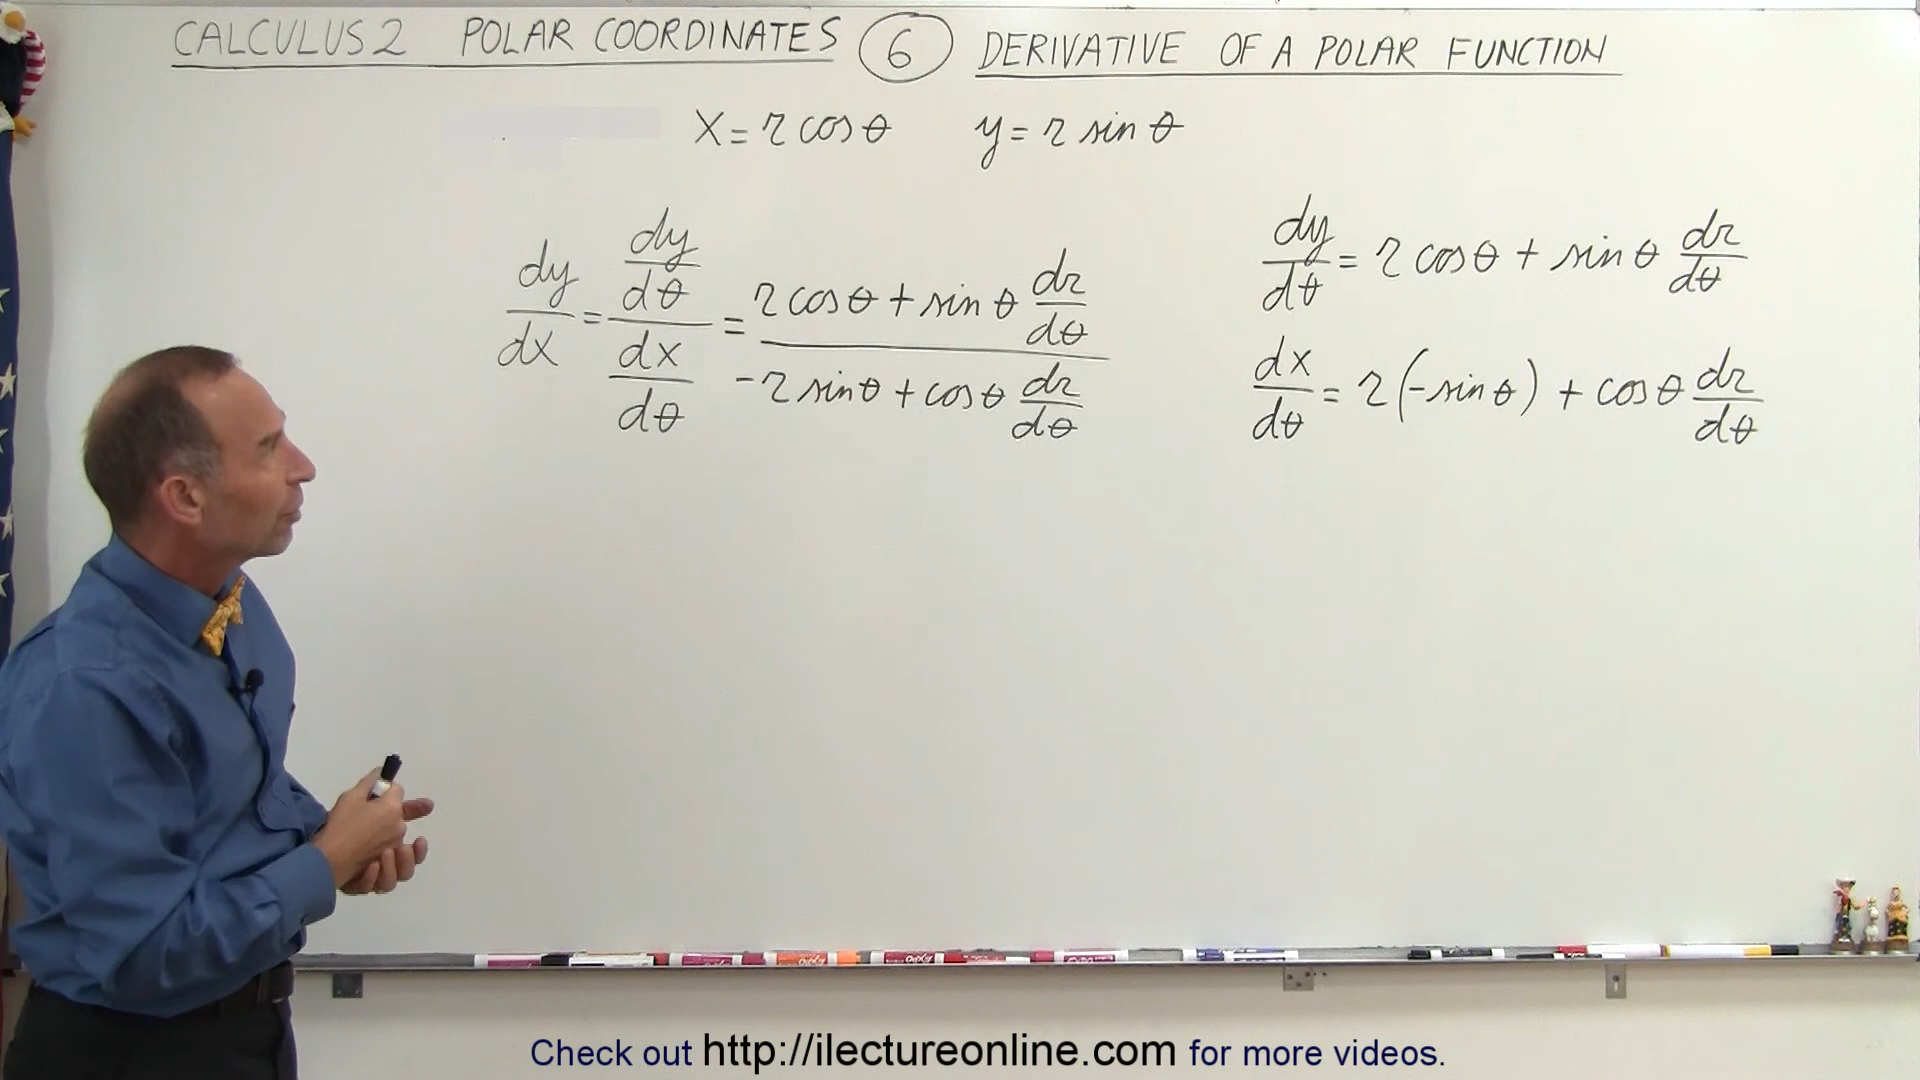 CALCULUS 2 POLAR COORDINATES 6 DERIVATIVE OF A POLAR FUNCTION
x = r cos θ y = r sin θ
dy/dx = (dy/dθ)/(dx/dθ) = (r cos θ + sin θ dr/dθ)/(-r sin θ + cos θ dr/dθ)
dy/dθ = r cos θ + sin θ dr/dθ
dx/dθ = r (-sin θ) + cos θ dr/dθ
Check out http://ilectureonline.com for more videos.